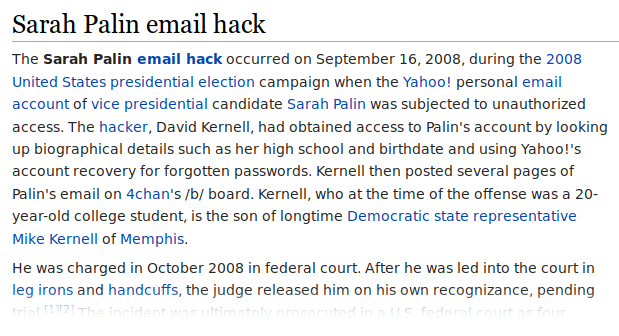 Sarah Palin email hack
The Sarah Palin email hack occurred on September 16, 2008, during the 2008
United States presidential election campaign when the Yahoo! personal email
account of vice presidential candidate Sarah Palin was subjected to unauthorized
access. The hacker, David Kernell, had obtained access to Palin's account by looking
up biographical details such as her high school and birthdate and using Yahoo!'s
account recovery for forgotten passwords. Kernell then posted several pages of
Palin's email on 4chan's /b/ board. Kernell, who at the time of the offense was a 20-
year-old college student, is the son of longtime Democratic state representative
Mike Kernell of Memphis.
He was charged in October 2008 in federal court. After he was led into the court in
leg irons and handcuffs, the judge released him on his own recognizance, pending
trial.[1][2] The incident was ultimately prosecuted in a U.S. federal court as four